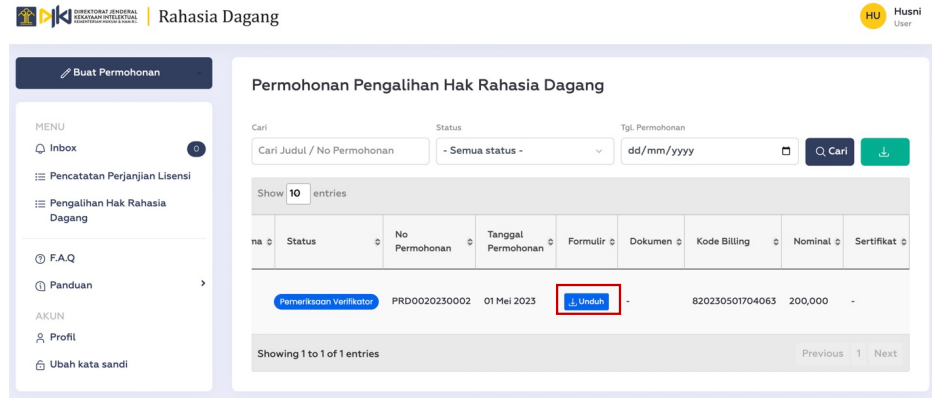 DIREKTORAT JENDERAL
KEKAYAAN INTELEKTUAL
KEMENTERIAN HUKUM & HAM R.I.
Rahasia Dagang
HU
Husni
User
Buat Permohonan
MENU
Inbox
0
Pencatatan Perjanjian Lisensi
Pengalihan Hak Rahasia
Dagang
F.A.Q
Panduan
AKUN
Profil
Ubah kata sandi
Permohonan Pengalihan Hak Rahasia Dagang
Cari
Status
Tgl. Permohonan
Cari Judul / No Permohonan
- Semua status -
dd/mm/yyyy
Cari
Show 10 entries
ma
Status
No
Permohonan
Tanggal
Permohonan
Formulir
Dokumen
Kode Billing
Nominal
Sertifikat
Pemeriksaan Verifikator
PRD0020230002
01 Mei 2023
Unduh
-
820230501704063
200,000
-
Showing 1 to 1 of 1 entries
Previous 1 Next